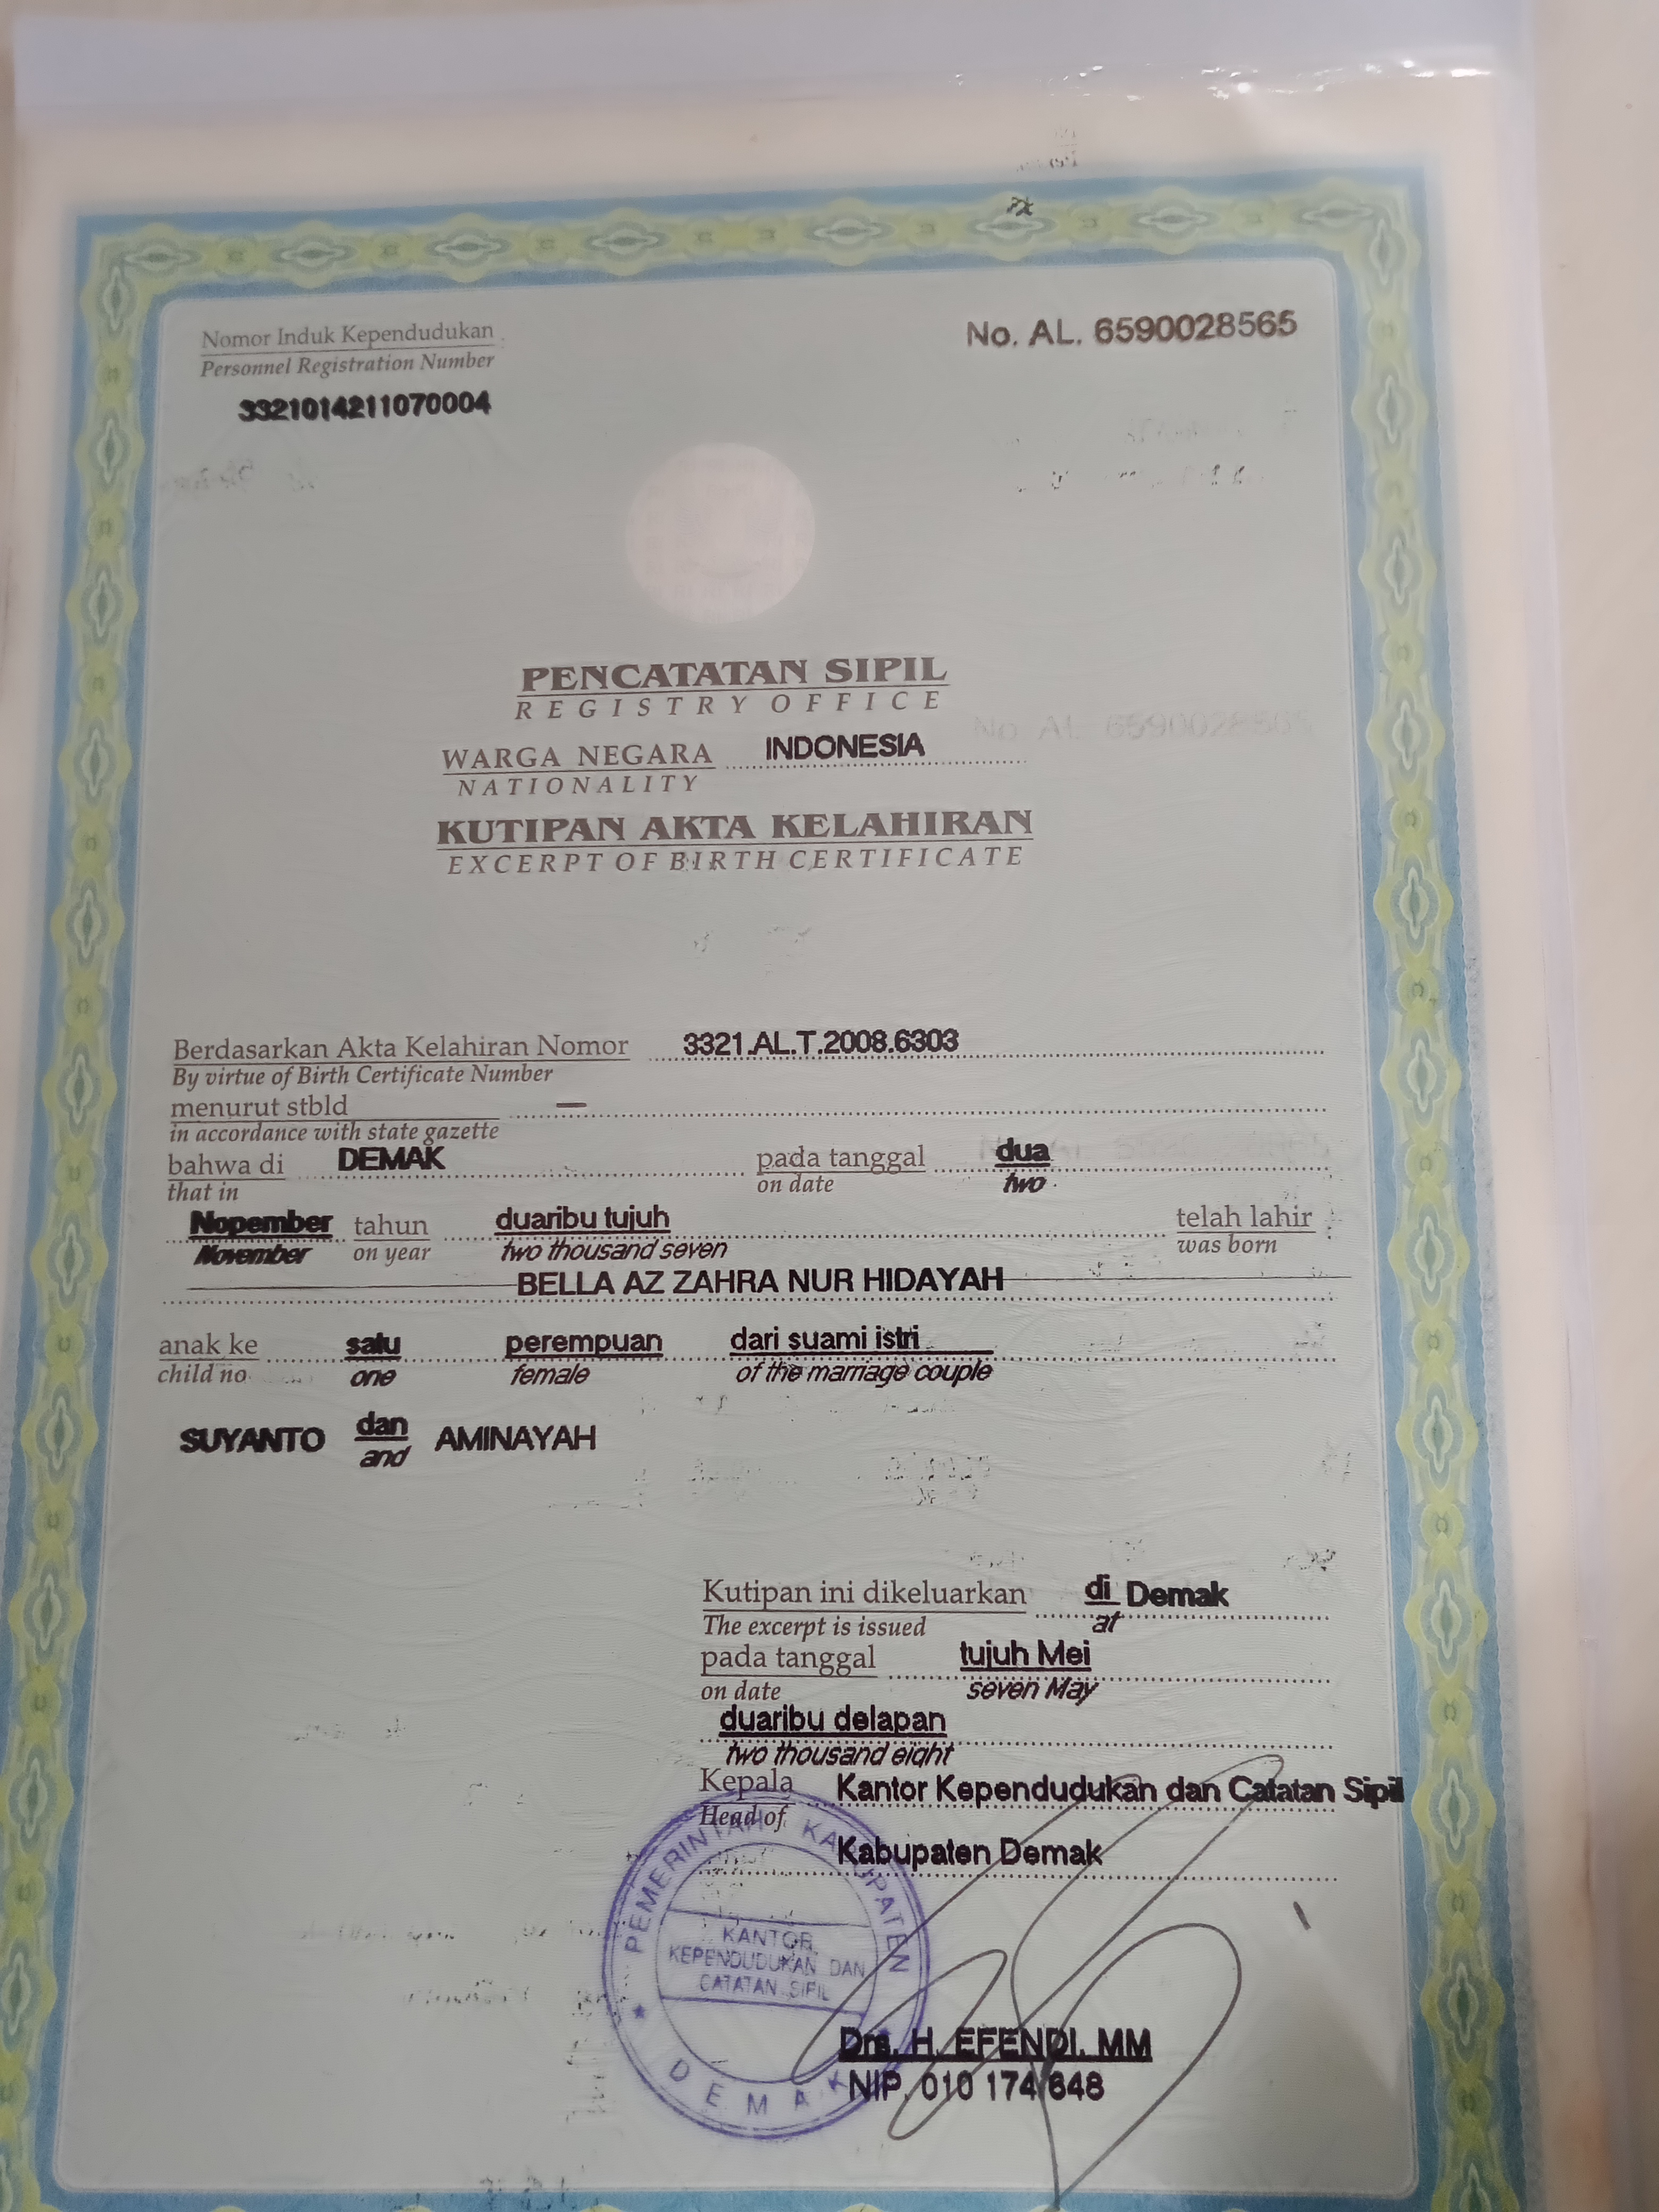 Nomor Induk Kependudukan
Personnel Registration Number
3321014211070004
No. AL. 6590028565
PENCATATAN SIPIL
REGISTRY OFFICE
WARGA NEGARA INDONESIA
NATIONALITY
KUTIPAN AKTA KELAHIRAN
EXCERPT OF BIRTH CERTIFICATE
Berdasarkan Akta Kelahiran Nomor 3321.AL.T.2008.6303
By virtue of Birth Certificate Number
menurut stbld —
in accordance with state gazette
bahwa di DEMAK pada tanggal dua
that in on date two
Nopember tahun duaribu tujuh telah lahir
November on year two thousand seven was born
BELLA AZ ZAHRA NUR HIDAYAH
anak ke satu perempuan dari suami istri
child no one female of the marriage couple
SUYANTO dan AMINAYAH
and
Kutipan ini dikeluarkan di Demak
The excerpt is issued at
pada tanggal tujuh Mei
on date seven May
duaribu delapan
two thousand eight
Kepala Kantor Kependudukan dan Catatan Sipil
Head of
Kabupaten Demak
PEMERINTAH KABUPATEN
KANTOR
KEPENDUDUKAN DAN
CATATAN SIPIL
DEMAK
Drs. H. EFENDI. MM
NIP. 010 174 648